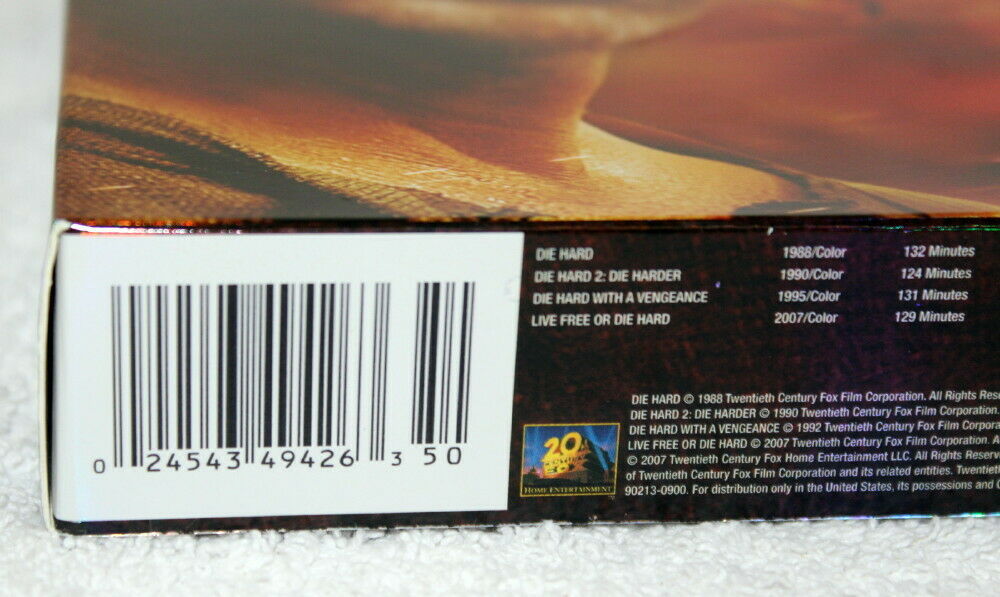 DIE HARD 1988/Color 132 Minutes
DIE HARD 2: DIE HARDER 1990/Color 124 Minutes
DIE HARD WITH A VENGEANCE 1995/Color 131 Minutes
LIVE FREE OR DIE HARD 2007/Color 129 Minutes
0 24543 49426 3 50
20
CENTURY
FOX
HOME ENTERTAINMENT
DIE HARD © 1988 Twentieth Century Fox Film Corporation. All Rights Rese
DIE HARD 2: DIE HARDER © 1990 Twentieth Century Fox Film Corporation.
DIE HARD WITH A VENGEANCE © 1992 Twentieth Century Fox Film Corpora
LIVE FREE OR DIE HARD © 2007 Twentieth Century Fox Film Corporation. A
© 2007 Twentieth Century Fox Home Entertainment LLC. All Rights Reserved
of Twentieth Century Fox Film Corporation and its related entities. Twentieth
90213-0900. For distribution only in the United States, its possessions and C